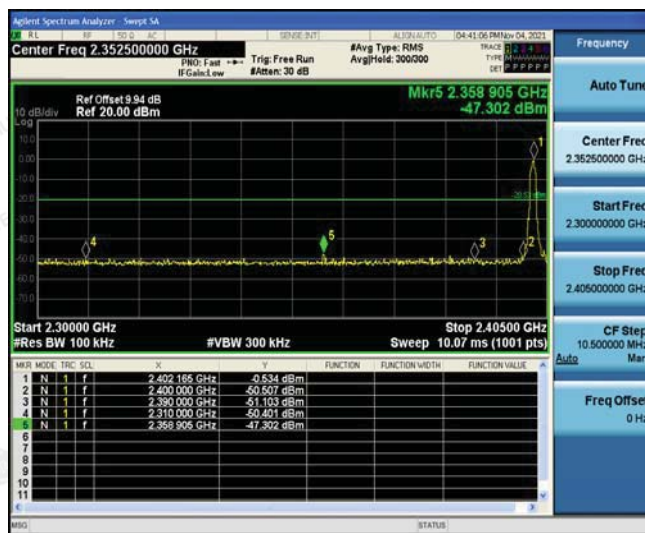 Agilent Spectrum Analyzer - Swept SA
RL RF 50 Ω AC SENSE:INT ALIGN AUTO 04:41:06 PM Nov 04, 2021
Center Freq 2.352500000 GHz
#Avg Type: RMS
TRACE 1 2 3 4 5 6
PNO: Fast Trig: Free Run Avg|Hold: 300/300
TYPE
IFGain:Low #Atten: 30 dB
DET P P P P P P
Mkr5 2.358 905 GHz
-47.302 dBm
Ref Offset 9.94 dB
10 dB/div Ref 20.00 dBm
Log
10.0
0.00
-10.0
-20.0
-30.0
-40.0
-50.0
-60.0
-70.0
1
4
5
3
2
Start 2.30000 GHz Stop 2.40500 GHz
#Res BW 100 kHz #VBW 300 kHz Sweep 10.07 ms (1001 pts)
MKR MODE TRC SCL X Y FUNCTION FUNCTION WIDTH FUNCTION VALUE
1 N 1 f 2.402 165 GHz -0.534 dBm
2 N 1 f 2.400 000 GHz -50.507 dBm
3 N 1 f 2.390 000 GHz -51.103 dBm
4 N 1 f 2.310 000 GHz -50.401 dBm
5 N 1 f 2.358 905 GHz -47.302 dBm
6
7
8
9
10
11
MSG STATUS
Frequency
Auto Tune
Center Freq
2.352500000 GHz
Start Freq
2.300000000 GHz
Stop Freq
2.405000000 GHz
CF Step
10.500000 MHz
Auto Man
Freq Offset
0 Hz